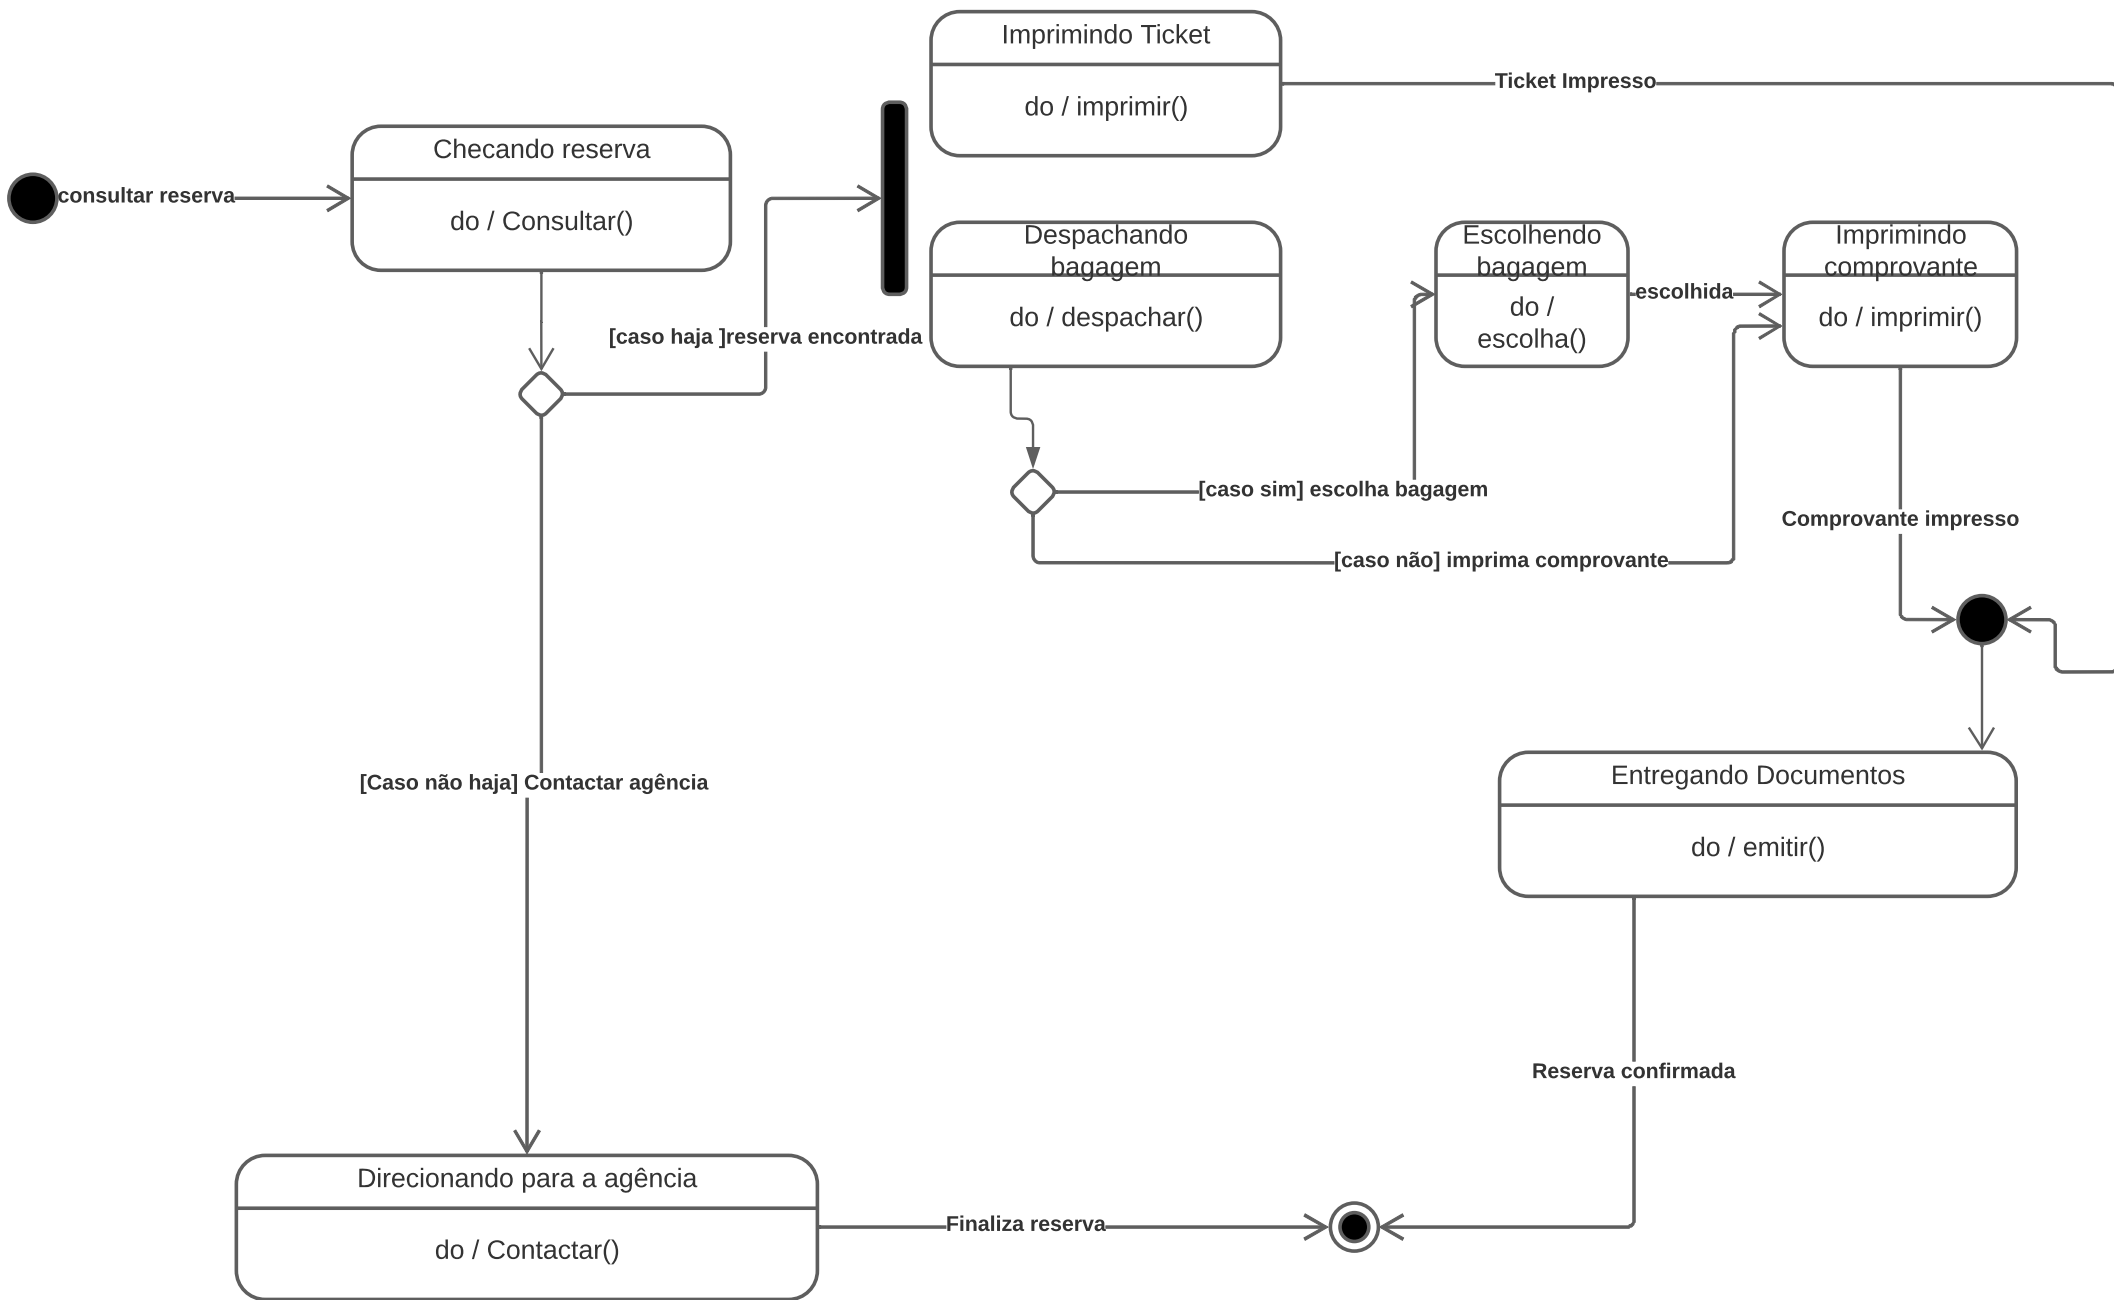 Imprimindo Ticket
do / imprimir()
Ticket Impresso
Checando reserva
do / Consultar()
consultar reserva
Despachando
bagagem
do / despachar()
Escolhendo
bagagem
do /
escolha()
escolhida
Imprimindo
comprovante
do / imprimir()
[caso haja ]reserva encontrada
[caso sim] escolha bagagem
Comprovante impresso
[caso não] imprima comprovante
[Caso não haja] Contactar agência
Entregando Documentos
do / emitir()
Reserva confirmada
Direcionando para a agência
do / Contactar()
Finaliza reserva